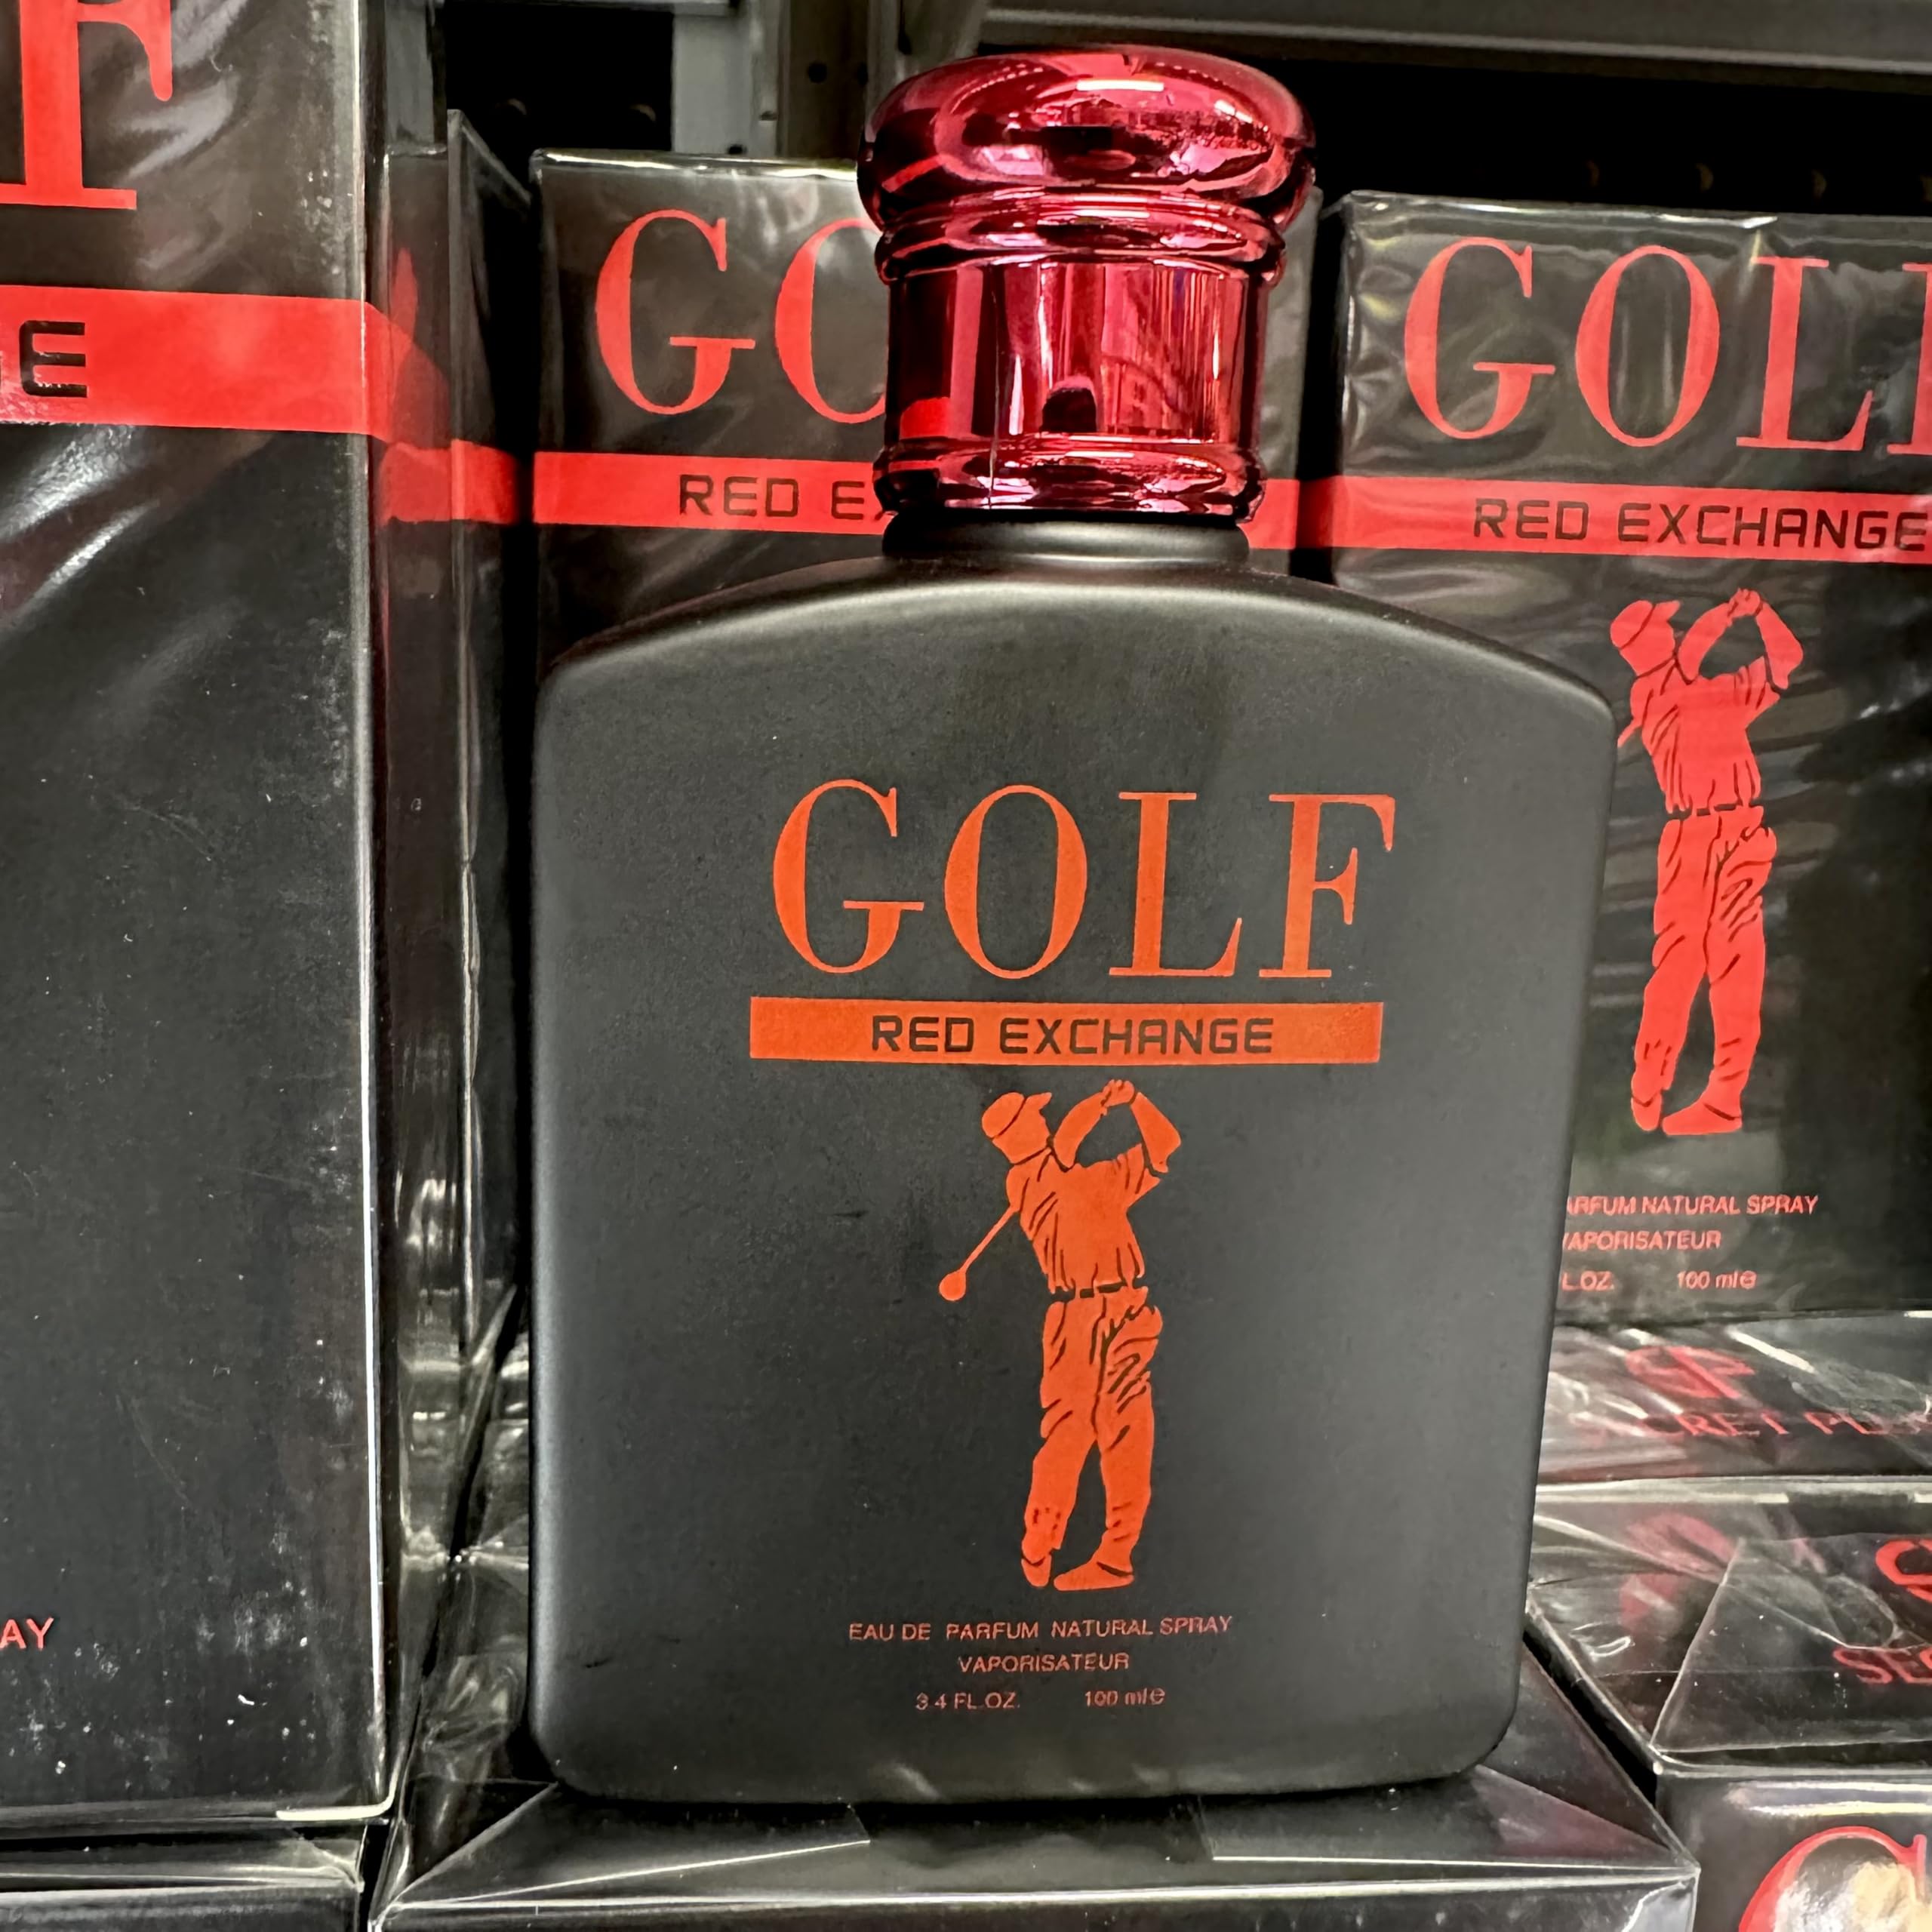 F
E
AY
GO
RED E
GOLF
RED EXCHANGE
ARFUM NATURAL SPRAY
VAPORISATEUR
L.OZ. 100 ml e
GOLF
RED EXCHANGE
EAU DE PARFUM NATURAL SPRAY
VAPORISATEUR
3.4 FL.OZ. 100 ml e